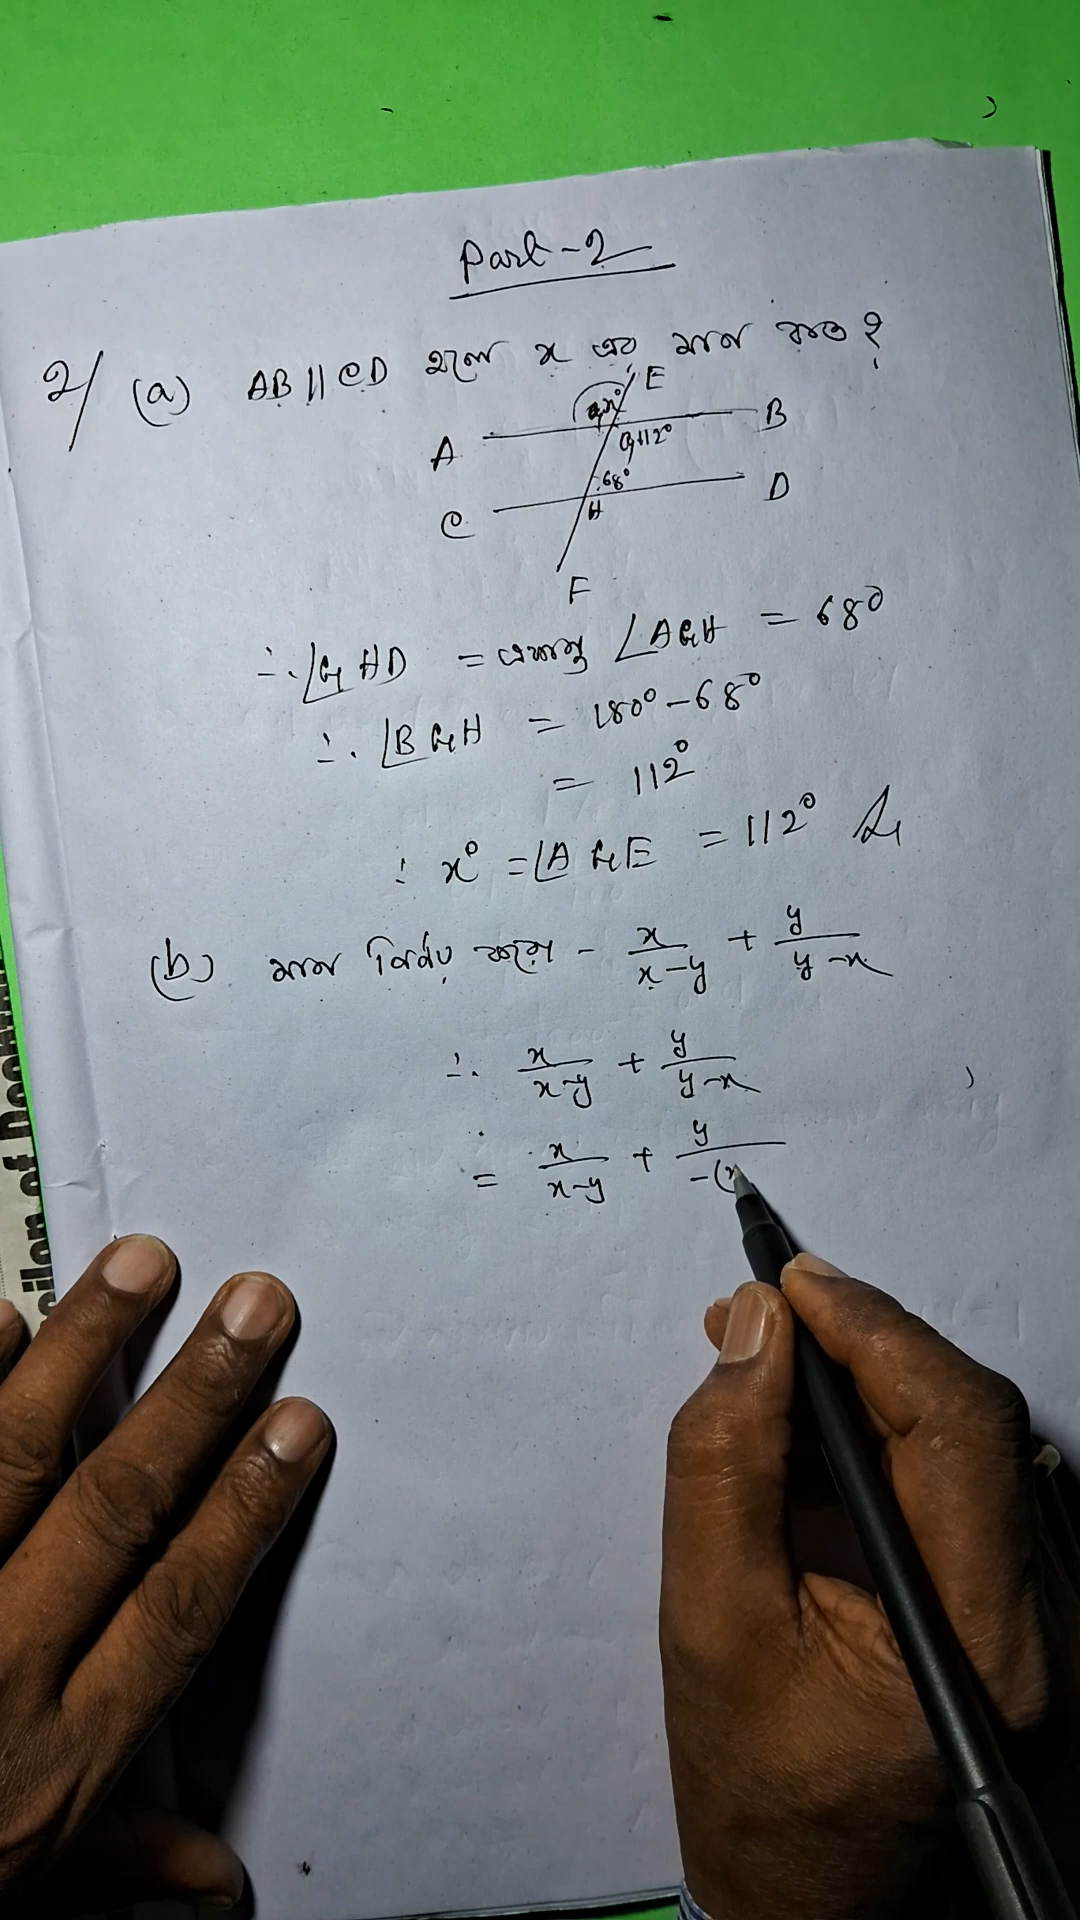 Part-2
2/ (a) AB || CD হলে x এর মান কত?
E
x°
A
B
G 112°
68°
C
D
H
F
∴ ∠GHD = একান্তর ∠AGH = 68°
∴ ∠BGH = 180° - 68°
= 112°
∴ x° = ∠AGE = 112°
(b) মান নির্ণয় করো - x/(x-y) + y/(y-x)
∴ x/(x-y) + y/(y-x)
= x/(x-y) + y/-(x